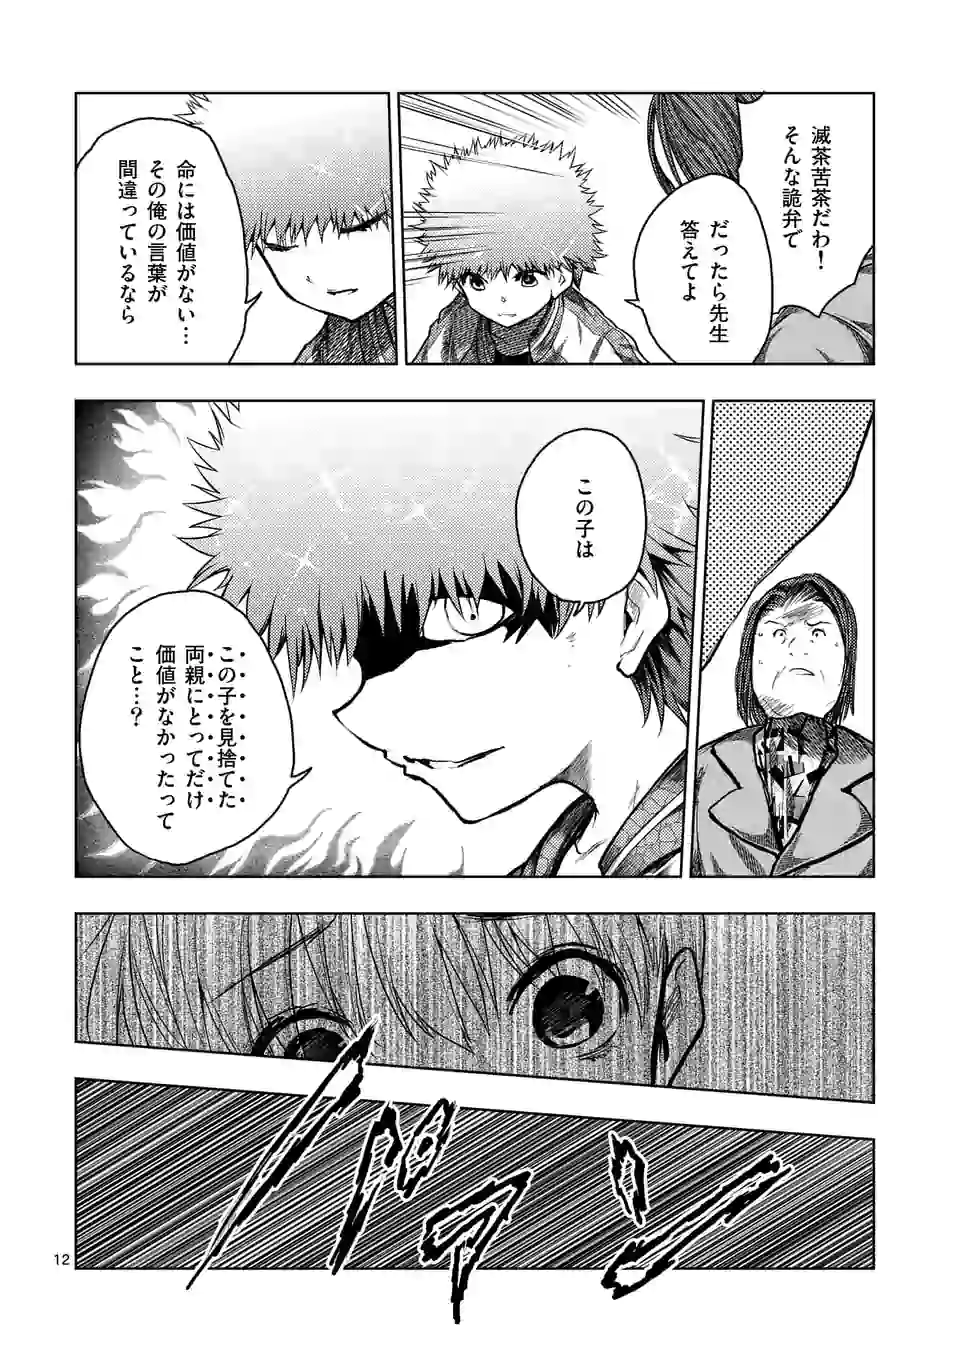 滅茶苦茶だわ！
そんな詭弁で
だったら先生
答えてよ
命には価値がない…
その俺の言葉が
間違っているなら
この子は
この子を見捨てた
両親にとってだけ
価値がなかったって
こと…？
パァン
12